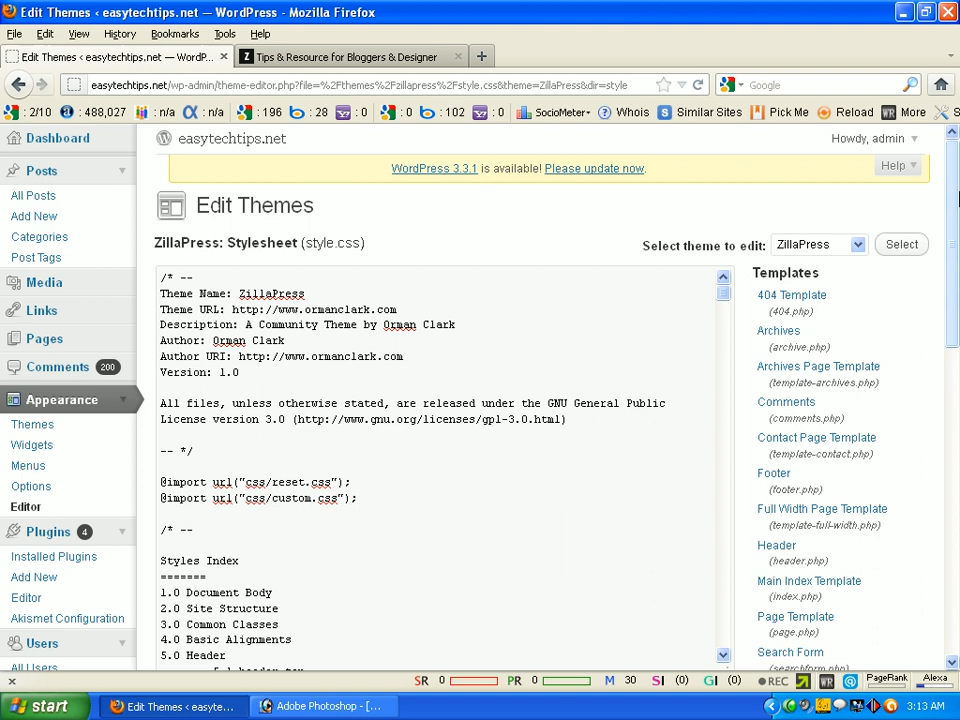 Edit Themes ‹ easytechtips.net — WordPress - Mozilla Firefox
File Edit View History Bookmarks Tools Help
Edit Themes ‹ easytechtips.net — WordP... × Tips & Resource for Bloggers & Designer × +
easytechtips.net/wp-admin/theme-editor.php?file=%2Fthemes%2Fzillapress%2Fstyle.css&theme=ZillaPress&dir=style Google
: 2/10 : 488,027 : n/a : n/a : 196 b : 28 : 0 : 0 b : 102 : 0 SocioMeter Whois Similar Sites Pick Me Reload More
Dashboard
easytechtips.net
Howdy, admin
WordPress 3.3.1 is available! Please update now.
Help
Posts
All Posts
Add New
Categories
Post Tags
Media
Links
Pages
Comments 200
Appearance
Themes
Widgets
Menus
Options
Editor
Plugins 4
Installed Plugins
Add New
Editor
Akismet Configuration
Users
All Users
Edit Themes
ZillaPress: Stylesheet (style.css)
Select theme to edit: ZillaPress Select
/* --
Theme Name: ZillaPress
Theme URL: http://www.ormanclark.com
Description: A Community Theme by Orman Clark
Author: Orman Clark
Author URI: http://www.ormanclark.com
Version: 1.0
All files, unless otherwise stated, are released under the GNU General Public
License version 3.0 (http://www.gnu.org/licenses/gpl-3.0.html)
-- */
@import url("css/reset.css");
@import url("css/custom.css");
/* --
Styles Index
=======
1.0 Document Body
2.0 Site Structure
3.0 Common Classes
4.0 Basic Alignments
5.0 Header
Templates
404 Template
(404.php)
Archives
(archive.php)
Archives Page Template
(template-archives.php)
Comments
(comments.php)
Contact Page Template
(template-contact.php)
Footer
(footer.php)
Full Width Page Template
(template-full-width.php)
Header
(header.php)
Main Index Template
(index.php)
Page Template
(page.php)
Search Form
(searchform.php)
× SR 0 PR 0 M 30 SI (0) GI (0) REC WR PageRank Alexa
start Edit Themes ‹ easyte... Adobe Photoshop - [... 3:13 AM